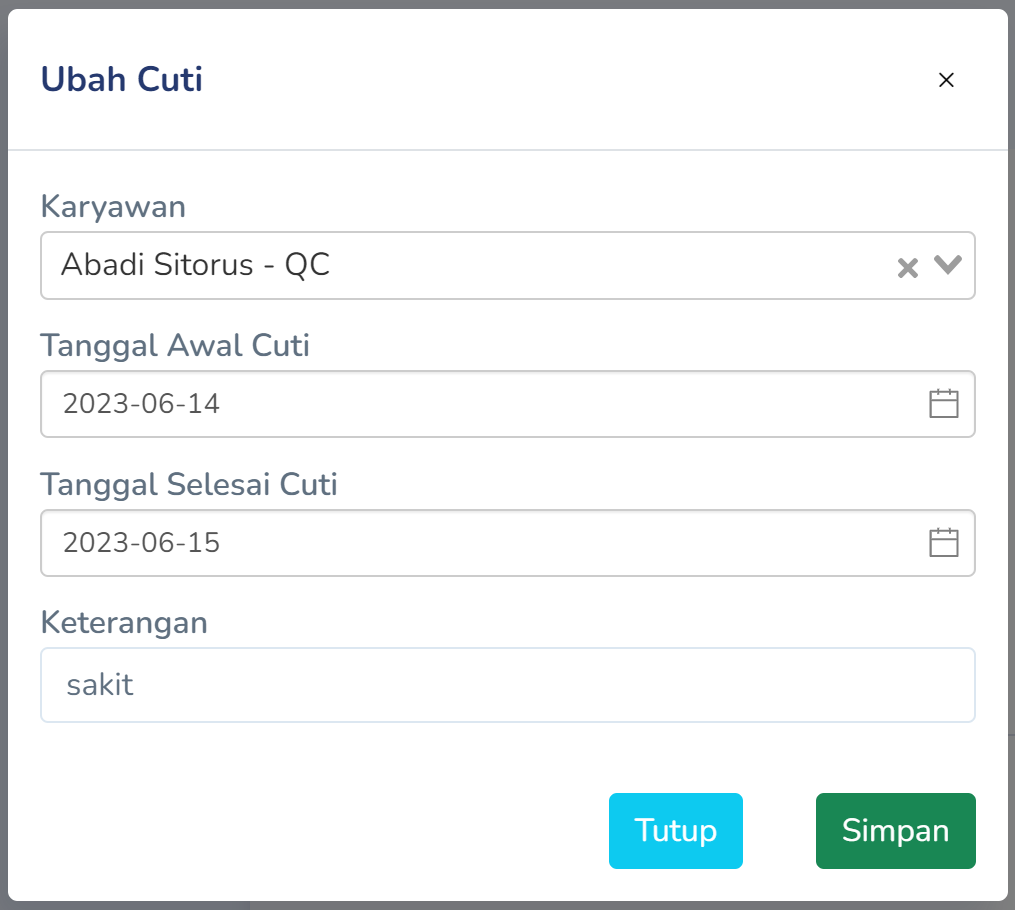 Ubah Cuti
Karyawan
Abadi Sitorus - QC
Tanggal Awal Cuti
2023-06-14
Tanggal Selesai Cuti
2023-06-15
Keterangan
sakit
Tutup
Simpan